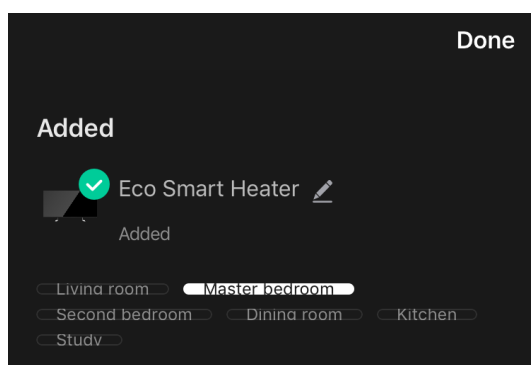 Done
Added
Eco Smart Heater
Added
Living room Master bedroom
Second bedroom Dining room Kitchen
Study